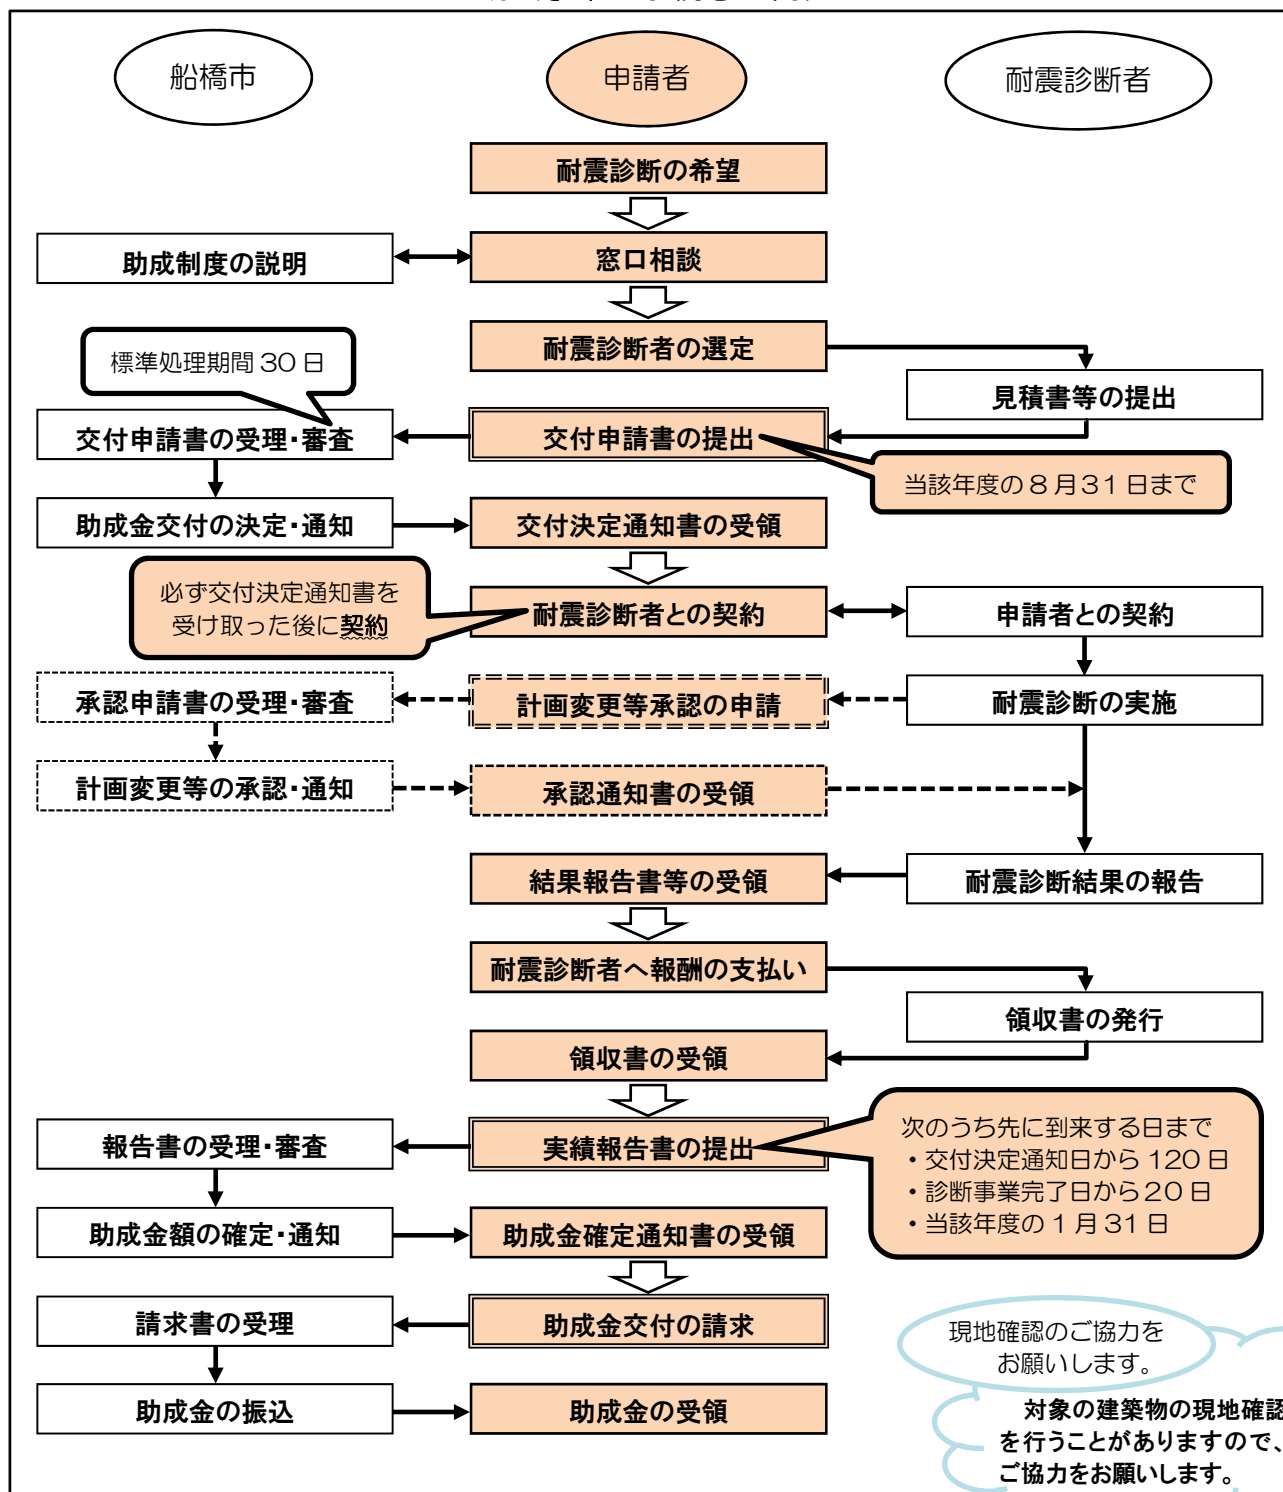 船橋市
申請者
耐震診断者
耐震診断の希望
助成制度の説明
窓口相談
耐震診断者の選定
標準処理期間 30 日
見積書等の提出
交付申請書の受理・審査
交付申請書の提出
当該年度の 8 月 31 日まで
助成金交付の決定・通知
交付決定通知書の受領
必ず交付決定通知書を
受け取った後に契約
耐震診断者との契約
申請者との契約
承認申請書の受理・審査
計画変更等承認の申請
耐震診断の実施
計画変更等の承認・通知
承認通知書の受領
結果報告書等の受領
耐震診断結果の報告
耐震診断者へ報酬の支払い
領収書の発行
領収書の受領
報告書の受理・審査
実績報告書の提出
次のうち先に到来する日まで
・交付決定通知日から 120 日
・診断事業完了日から 20 日
・当該年度の 1 月 31 日
助成金額の確定・通知
助成金確定通知書の受領
請求書の受理
助成金交付の請求
助成金の振込
助成金の受領
現地確認のご協力を
お願いします。
対象の建築物の現地確認
を行うことがありますので、
ご協力をお願いします。